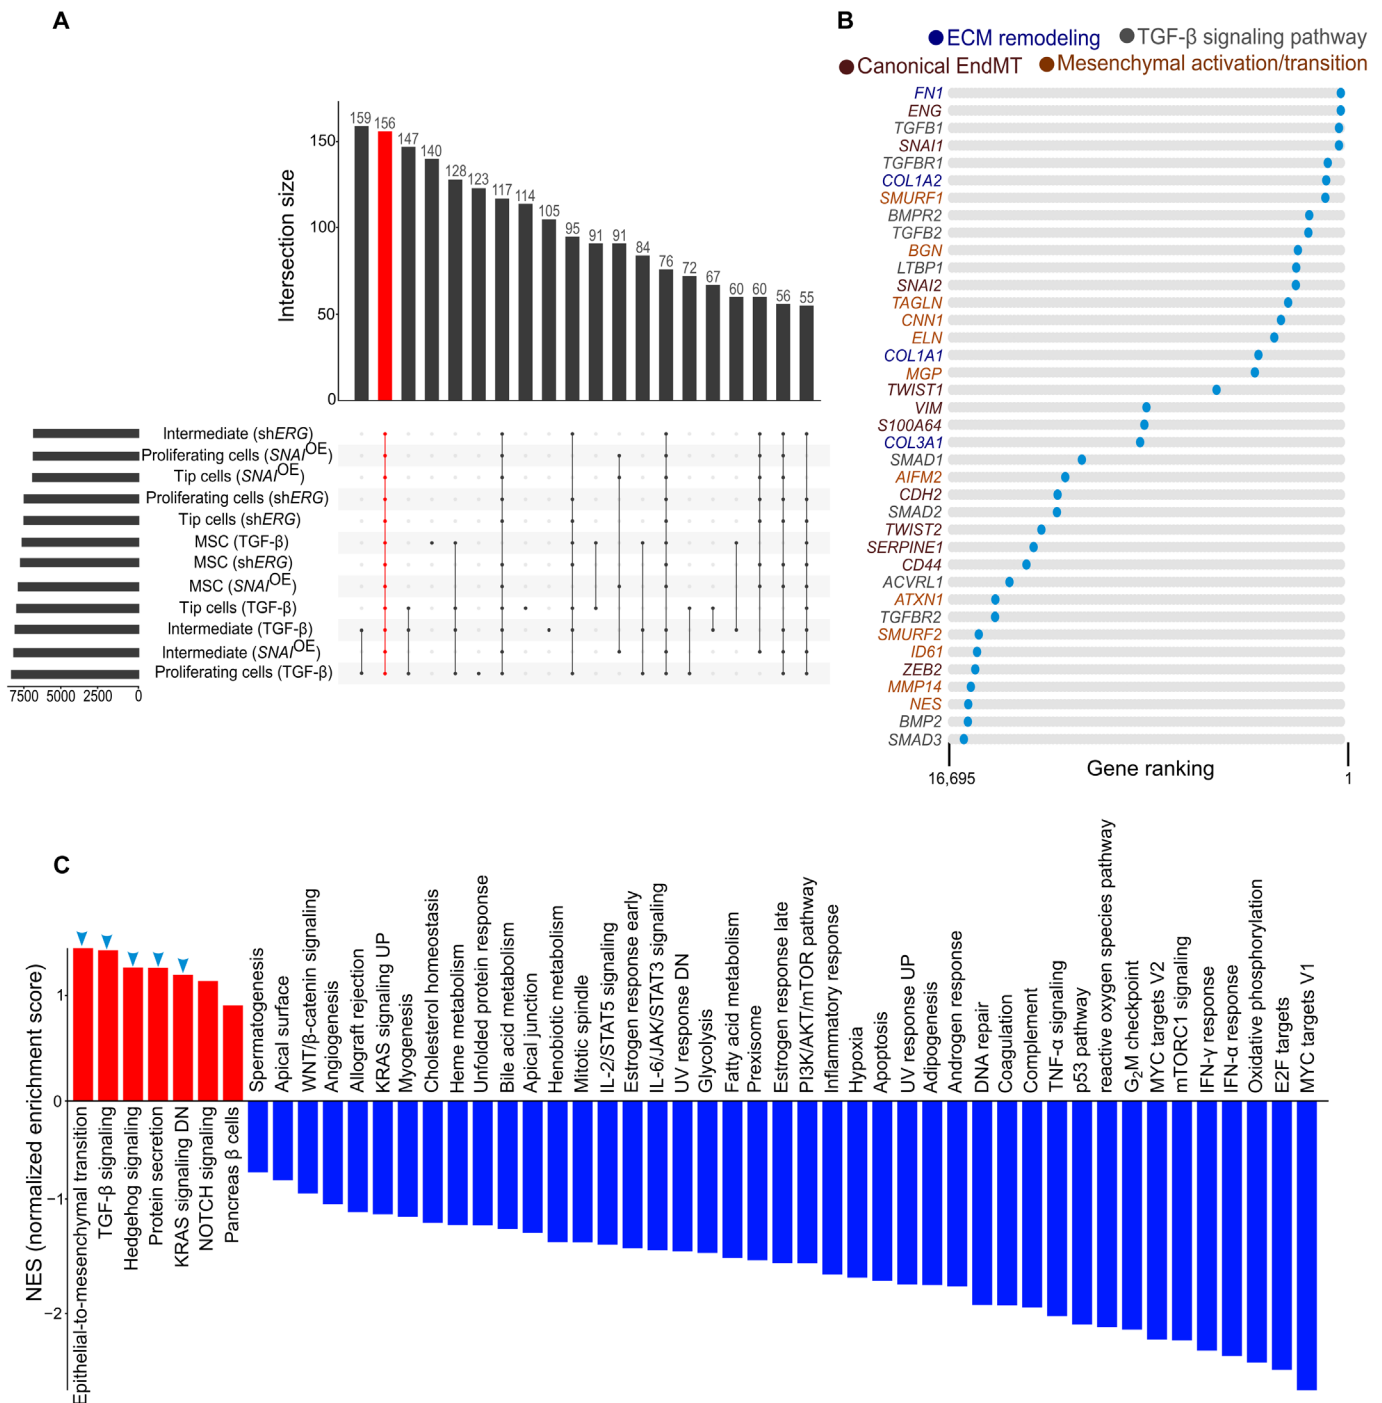 A
Intersection size
150
100
50
0
159
156
147
140
128
123
117
114
105
95
91
91
84
76
72
67
60
60
56
55
Intermediate (shERG)
Proliferating cells (SNAI^OE)
Tip cells (SNAI^OE)
Proliferating cells (shERG)
Tip cells (shERG)
MSC (TGF-β)
MSC (shERG)
MSC (SNAI^OE)
Tip cells (TGF-β)
Intermediate (TGF-β)
Intermediate (SNAI^OE)
Proliferating cells (TGF-β)
7500 5000 2500 0
B
ECM remodeling TGF-β signaling pathway
Canonical EndMT Mesenchymal activation/transition
FN1
ENG
TGFB1
SNAI1
TGFBR1
COL1A2
SMURF1
BMPR2
TGFB2
BGN
LTBP1
SNAI2
TAGLN
CNN1
ELN
COL1A1
MGP
TWIST1
VIM
S100A64
COL3A1
SMAD1
AIFM2
CDH2
SMAD2
TWIST2
SERPINE1
CD44
ACVRL1
ATXN1
TGFBR2
SMURF2
ID61
ZEB2
MMP14
NES
BMP2
SMAD3
16,695 Gene ranking 1
C
NES (normalized enrichment score)
1
0
−1
−2
Epithelial-to-mesenchymal transition
TGF-β signaling
Hedgehog signaling
Protein secretion
KRAS signaling DN
NOTCH signaling
Pancreas β cells
Spermatogenesis
Apical surface
WNT/β-catenin signaling
Angiogenesis
Allograft rejection
KRAS signaling UP
Myogenesis
Cholesterol homeostasis
Heme metabolism
Unfolded protein response
Bile acid metabolism
Apical junction
Henobiotic metabolism
Mitotic spindle
IL-2/STAT5 signaling
Estrogen response early
IL-6/JAK/STAT3 signaling
UV response DN
Glycolysis
Fatty acid metabolism
Prexisome
Estrogen response late
PI3K/AKT/mTOR pathway
Inflammatory response
Hypoxia
Apoptosis
UV response UP
Adipogenesis
Androgen response
DNA repair
Coagulation
Complement
TNF-α signaling
p53 pathway
reactive oxygen species pathway
G₂M checkpoint
MYC targets V2
mTORC1 signaling
IFN-γ response
IFN-α response
Oxidative phosphorylation
E2F targets
MYC targets V1